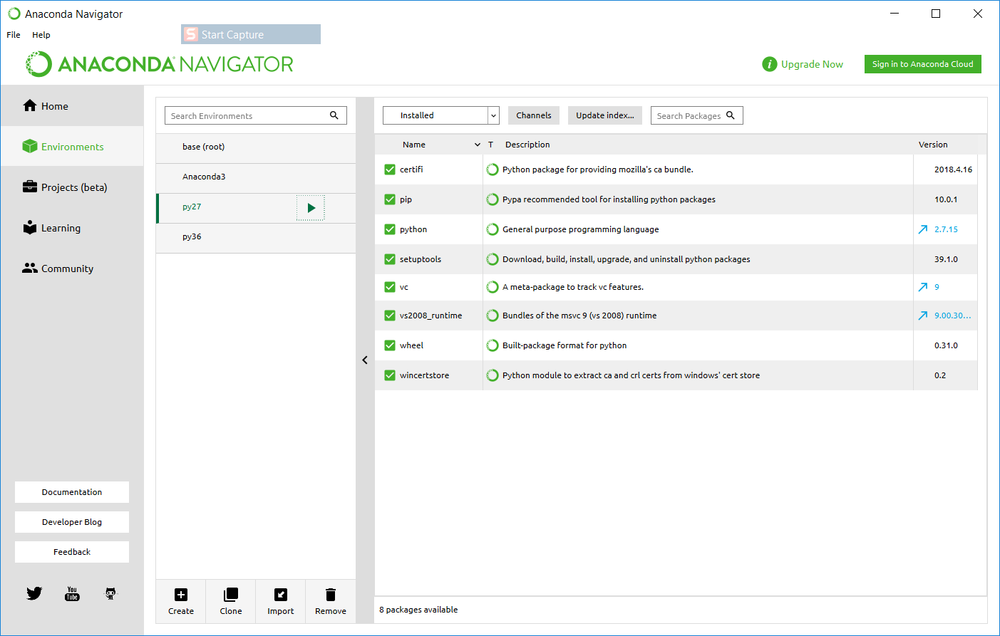 Anaconda Navigator
File Help
S Start Capture
ANACONDA NAVIGATOR
i Upgrade Now
Sign in to Anaconda Cloud
Home
Environments
Projects (beta)
Learning
Community
Documentation
Developer Blog
Feedback
You Tube
Search Environments
base (root)
Anaconda3
py27
py36
Create Clone Import Remove
Installed Channels Update index... Search Packages
Name T Description Version
certifi Python package for providing mozilla's ca bundle. 2018.4.16
pip Pypa recommended tool for installing python packages 10.0.1
python General purpose programming language 2.7.15
setuptools Download, build, install, upgrade, and uninstall python packages 39.1.0
vc A meta-package to track vc features. 9
vs2008_runtime Bundles of the msvc 9 (vs 2008) runtime 9.00.30...
wheel Built-package format for python 0.31.0
wincertstore Python module to extract ca and crl certs from windows' cert store 0.2
8 packages available